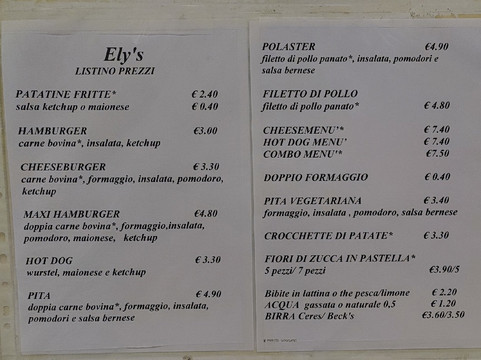 Ely's
LISTINO PREZZI
PATATINE FRITTE* € 2.40
salsa ketchup o maionese € 0,40
HAMBURGER €3.00
carne bovina*, insalata, ketchup
CHEESEBURGER € 3.30
carne bovina*, formaggio, insalata, pomodoro,
ketchup
MAXI HAMBURGER €4.80
doppia carne bovina*, formaggio,insalata,
pomodoro, maionese, ketchup
HOT DOG € 3.30
wurstel, maionese e ketchup
PITA € 4.90
doppia carne bovina*, formaggio, insalata,
pomodori e salsa bernese
POLASTER €4.90
filetto di pollo panato*, insalata, pomodori e
salsa bernese
FILETTO DI POLLO
filetto di pollo panato* € 4.80
CHEESEMENU'* € 7.40
HOT DOG MENU' € 7.40
COMBO MENU'* €7.50
DOPPIO FORMAGGIO € 0.40
PITA VEGETARIANA € 3.40
formaggio, insalata , pomodoro, salsa bernese
CROCCHETTE DI PATATE* € 3.30
FIORI DI ZUCCA IN PASTELLA*
5 pezzi/ 7 pezzi €3.90/5
Bibite in lattina o the pesca/limone € 2.20
ACQUA gassata o naturale 0,5 € 1.20
BIRRA Ceres/ Beck's €3.60/3.50